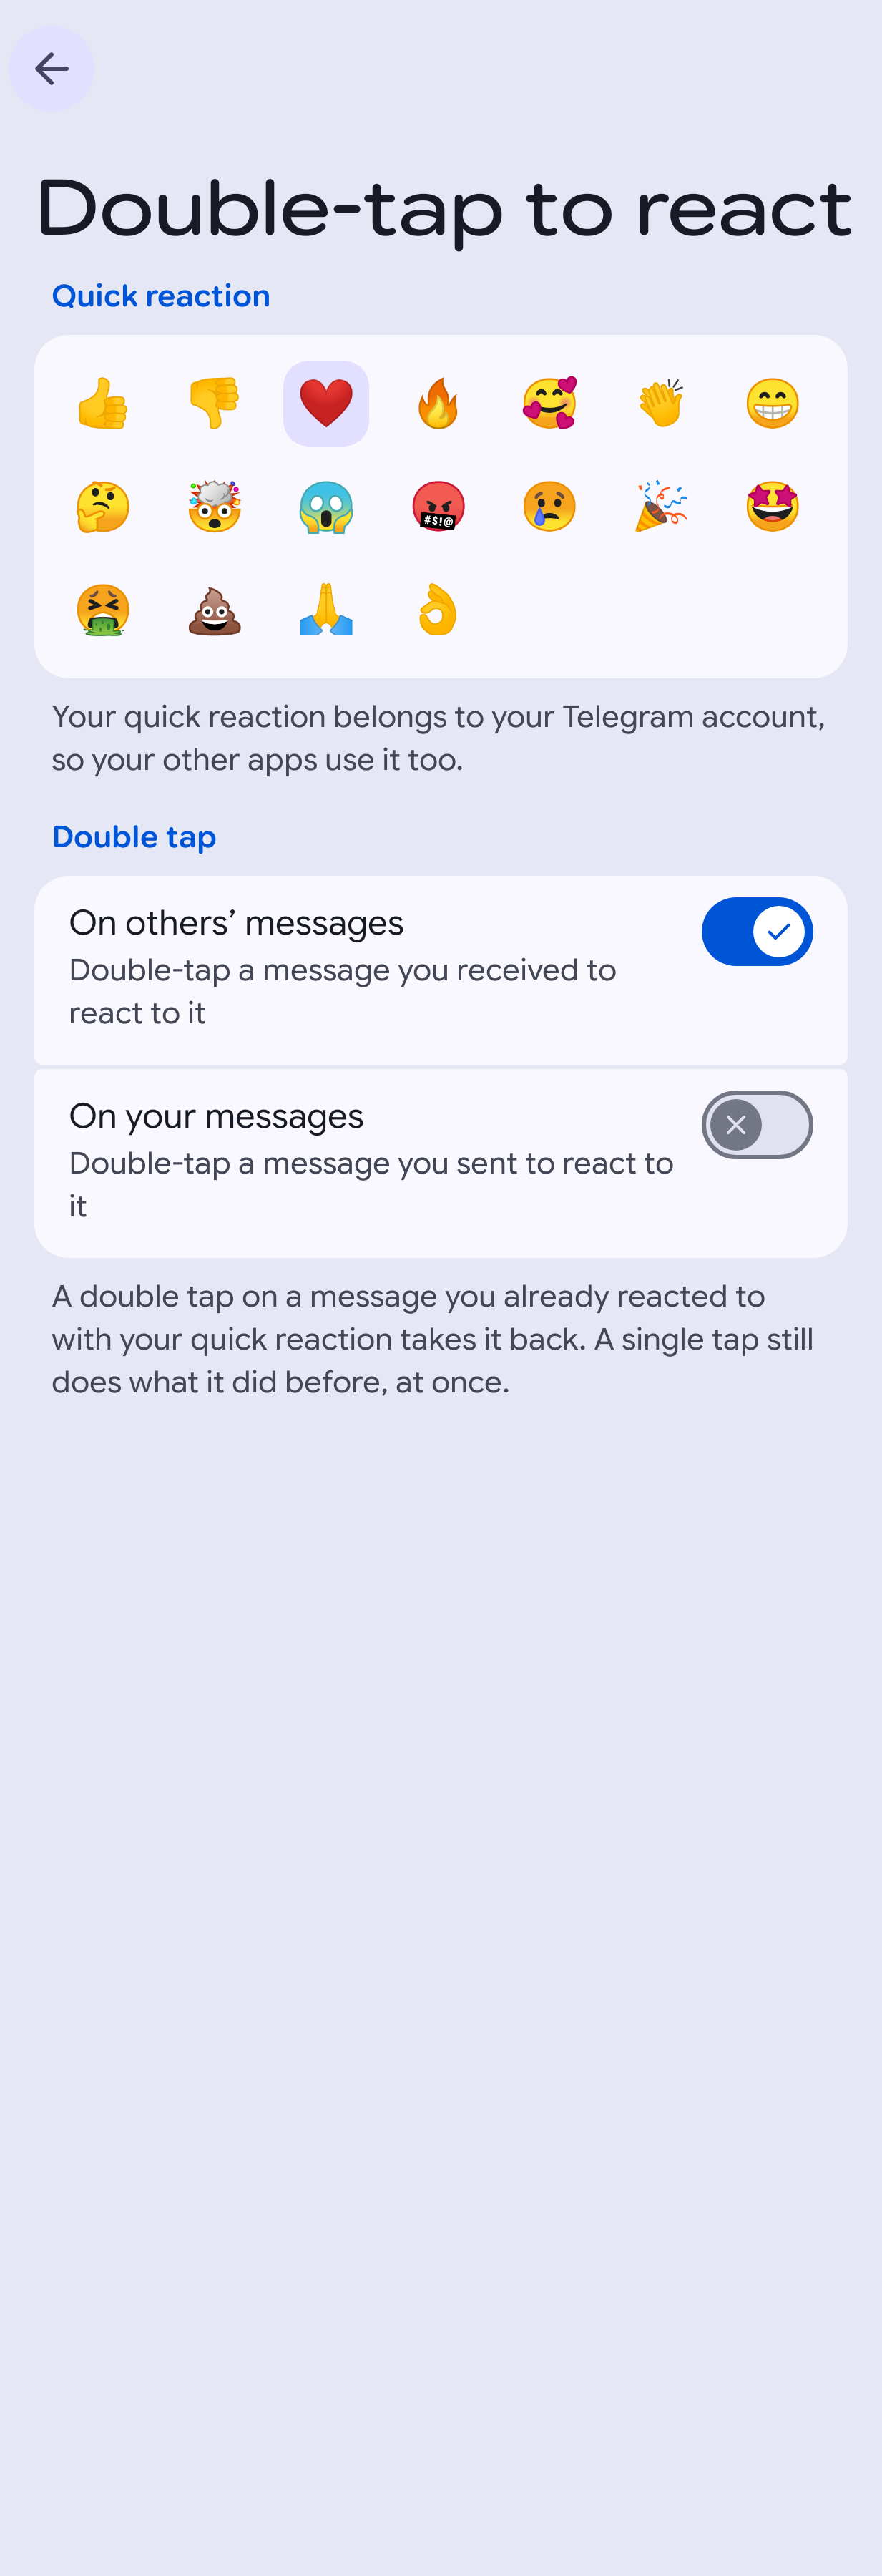 Double-tap to react
Quick reaction
#$!@
Your quick reaction belongs to your Telegram account,
so your other apps use it too.
Double tap
On others’ messages
Double-tap a message you received to
react to it
On your messages
Double-tap a message you sent to react to
it
A double tap on a message you already reacted to
with your quick reaction takes it back. A single tap still
does what it did before, at once.